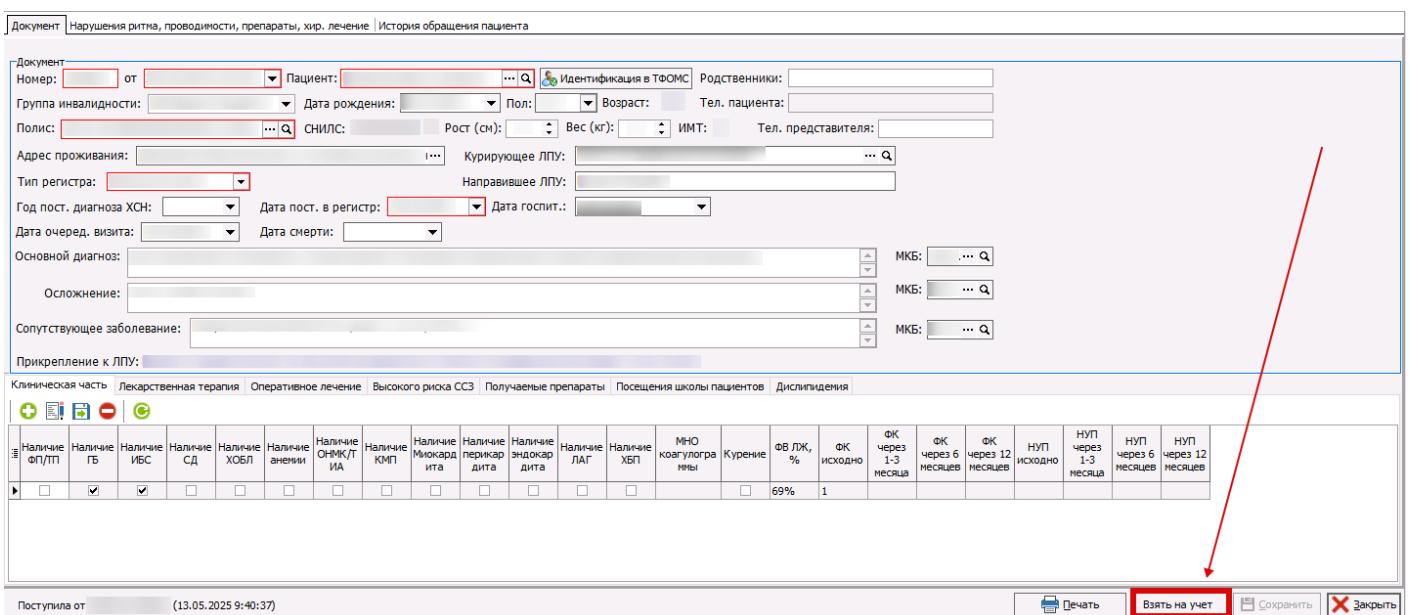 Документ Нарушения ритма, проводимости, препараты, хир. лечение История обращения пациента
Документ
Номер: от Пациент: Идентификация в ТФОМС Родственники:
Группа инвалидности: Дата рождения: Пол: Возраст: Тел. пациента:
Полис: СНИЛС: Рост (см): Вес (кг): ИМТ: Тел. представителя:
Адрес проживания: Курирующее ЛПУ:
Тип регистра: Направившее ЛПУ:
Год пост. диагноза ХСН: Дата пост. в регистр: Дата госпит.:
Дата очеред. визита: Дата смерти:
Основной диагноз: МКБ:
Осложнение: МКБ:
Сопутствующее заболевание: МКБ:
Прикрепление к ЛПУ:
Клиническая часть Лекарственная терапия Оперативное лечение Высокого риска ССЗ Получаемые препараты Посещения школы пациентов Дислипидения
Наличие ФП/ТП Наличие ГБ Наличие ИБС Наличие СД Наличие ХОБЛ Наличие анемии Наличие ОНМК/ТИА Наличие КМП Наличие Миокардита Наличие перикардита Наличие эндокардита Наличие ЛАГ Наличие ХБП МНО коагулограммы Курение ФВ ЛЖ, % ФК исходно ФК через 1-3 месяца ФК через 6 месяцев ФК через 12 месяцев НУП исходно НУП через 1-3 месяца НУП через 6 месяцев НУП через 12 месяцев
69% 1
Поступила от (13.05.2025 9:40:37) Печать Взять на учет Сохранить Закрыть